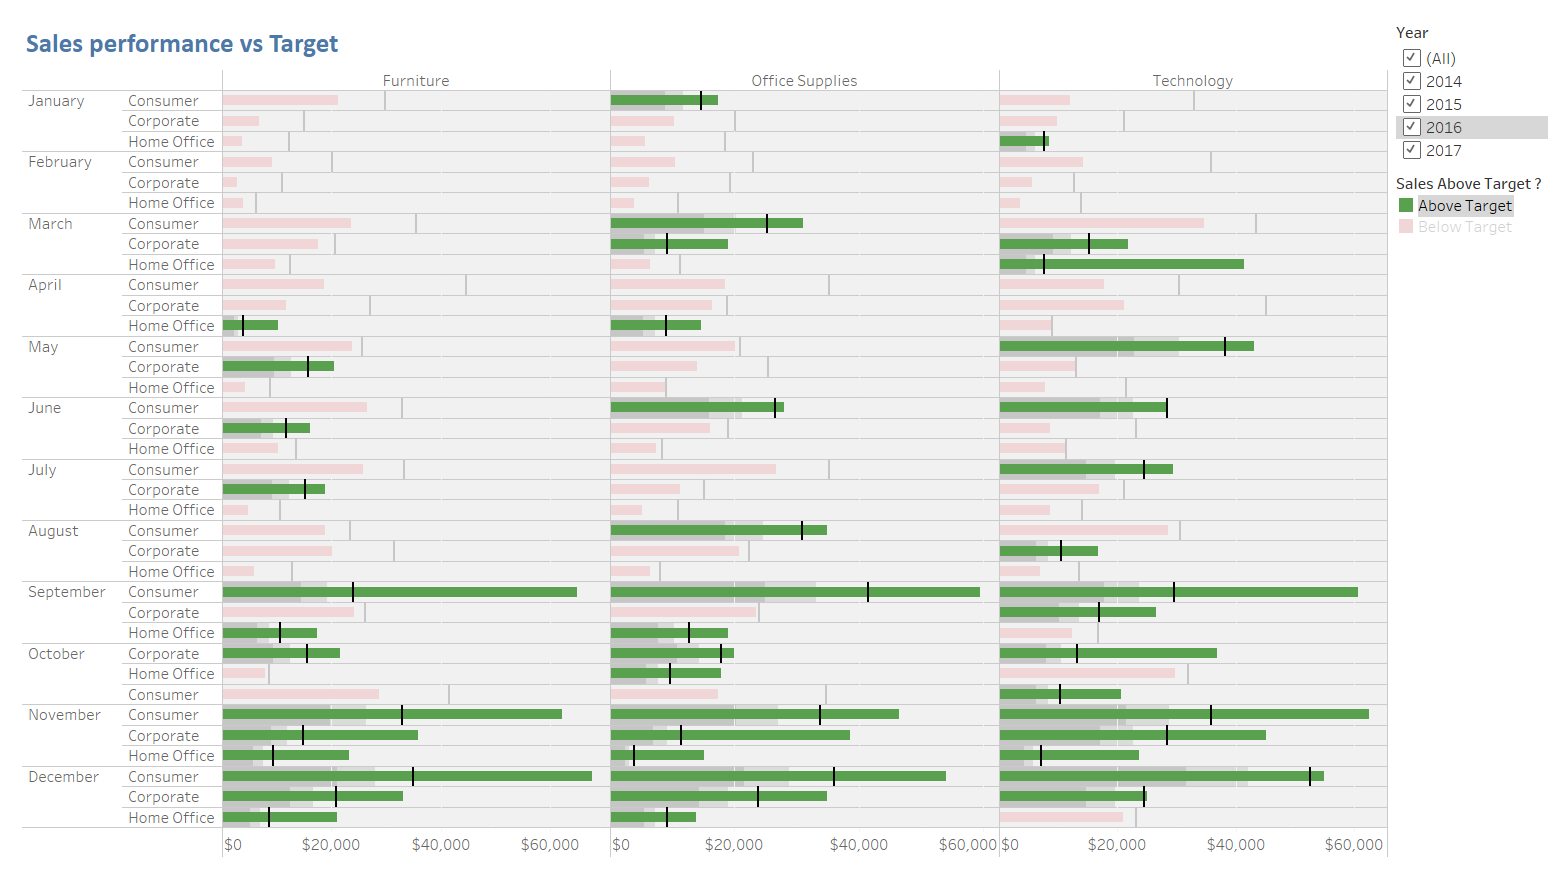 Sales performance vs Target
Furniture Office Supplies Technology
January Consumer
Corporate
Home Office
February Consumer
Corporate
Home Office
March Consumer
Corporate
Home Office
April Consumer
Corporate
Home Office
May Consumer
Corporate
Home Office
June Consumer
Corporate
Home Office
July Consumer
Corporate
Home Office
August Consumer
Corporate
Home Office
September Consumer
Corporate
Home Office
October Corporate
Home Office
Consumer
November Consumer
Corporate
Home Office
December Consumer
Corporate
Home Office
$0 $20,000 $40,000 $60,000 $0 $20,000 $40,000 $60,000 $0 $20,000 $40,000 $60,000
Year
(All)
2014
2015
2016
2017
Sales Above Target ?
Above Target
Below Target